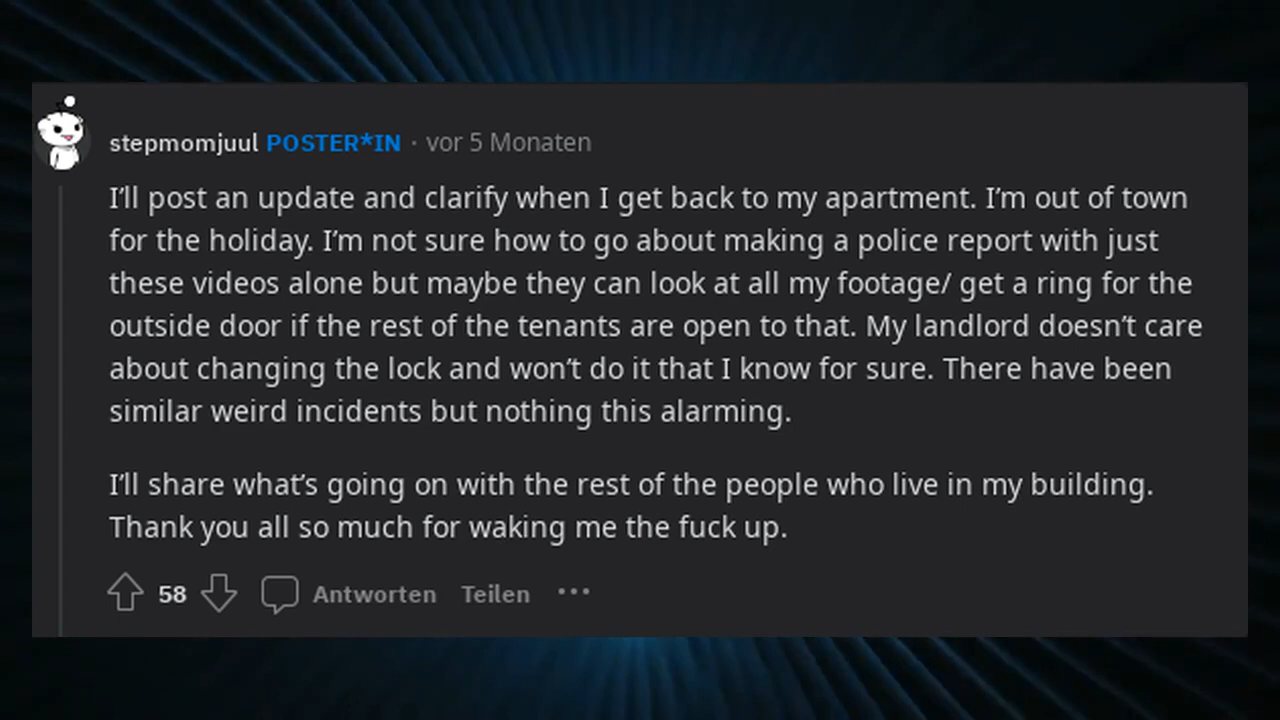 stepmomjuul POSTER*IN · vor 5 Monaten
I’ll post an update and clarify when I get back to my apartment. I’m out of town
for the holiday. I’m not sure how to go about making a police report with just
these videos alone but maybe they can look at all my footage/ get a ring for the
outside door if the rest of the tenants are open to that. My landlord doesn’t care
about changing the lock and won’t do it that I know for sure. There have been
similar weird incidents but nothing this alarming.
I’ll share what’s going on with the rest of the people who live in my building.
Thank you all so much for waking me the fuck up.
58 Antworten Teilen •••